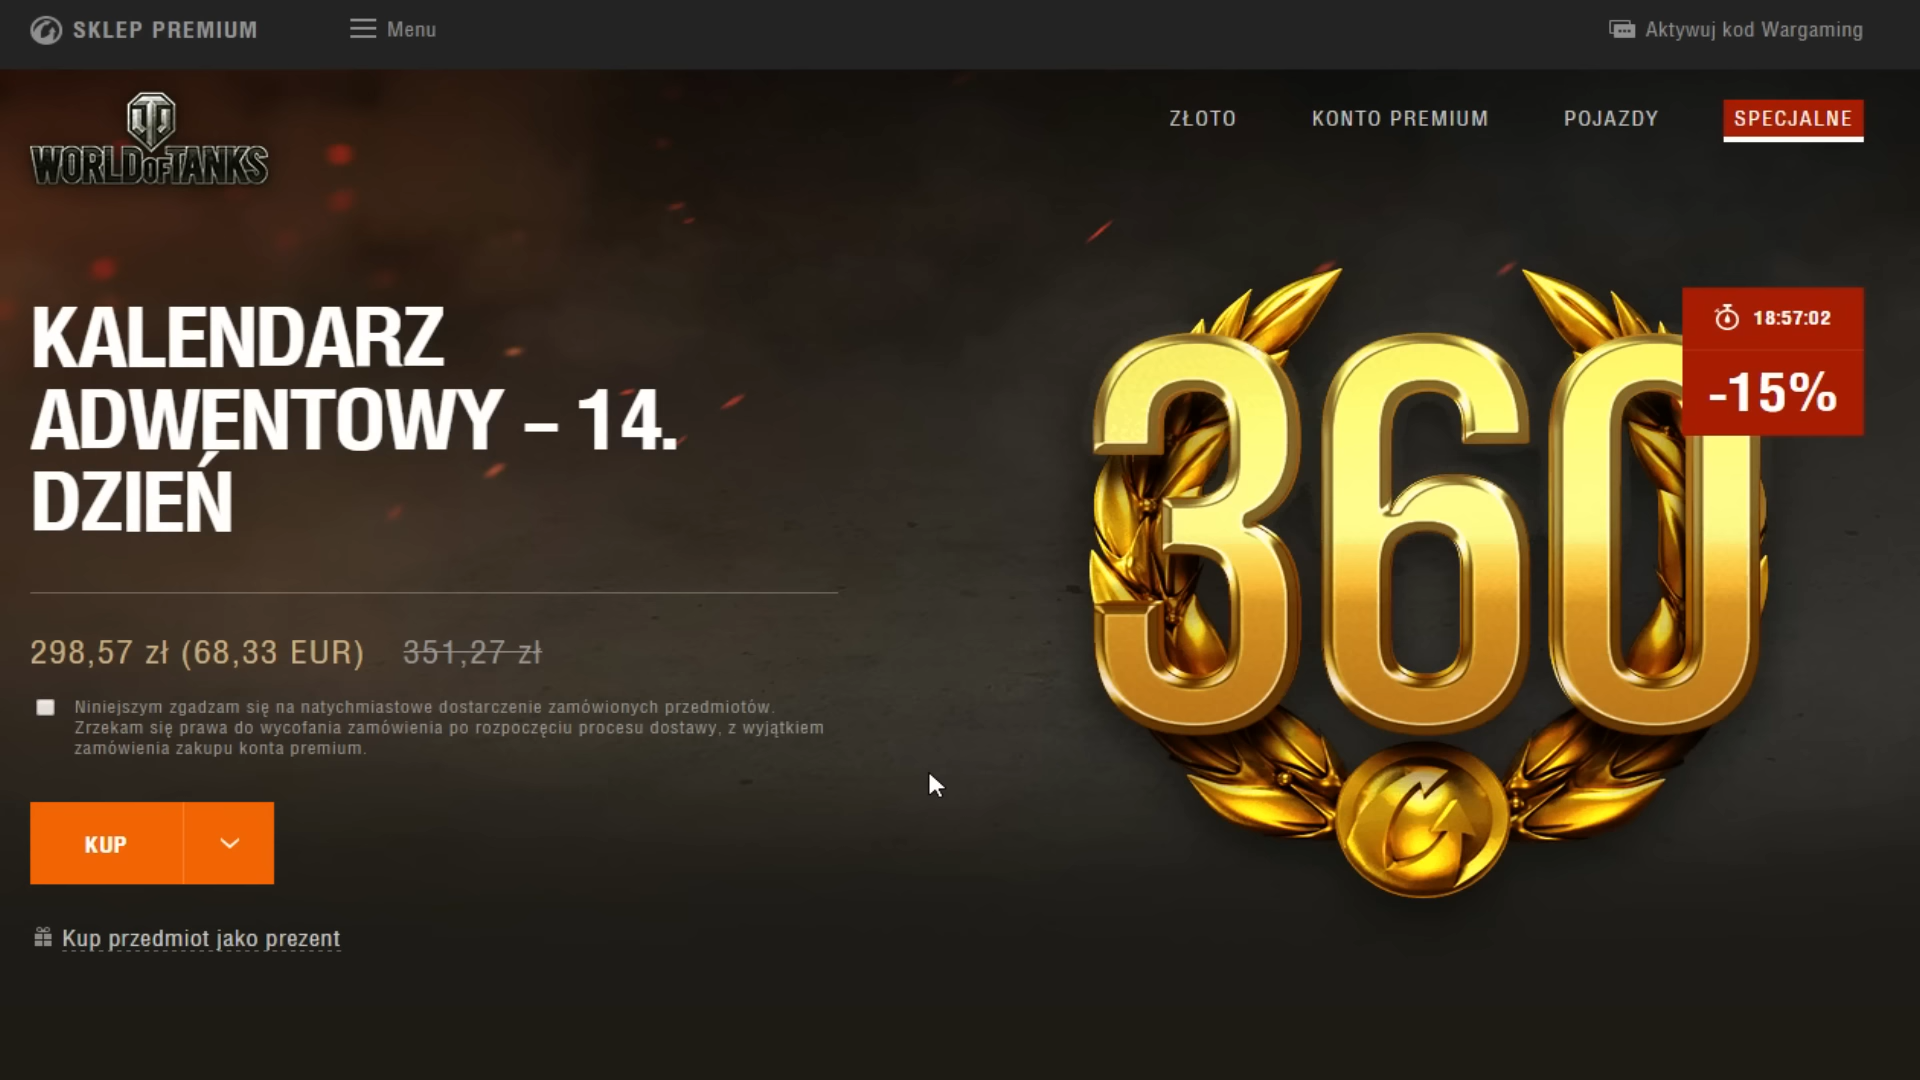 SKLEP PREMIUM
Menu
Aktywuj kod Wargaming
WORLD OF TANKS
ZŁOTO
KONTO PREMIUM
POJAZDY
SPECJALNE
KALENDARZ
ADWENTOWY – 14.
DZIEŃ
360
18:57:02
-15%
298,57 zł (68,33 EUR) 351,27 zł
Niniejszym zgadzam się na natychmiastowe dostarczenie zamówionych przedmiotów.
Zrzekam się prawa do wycofania zamówienia po rozpoczęciu procesu dostawy, z wyjątkiem
zamówienia zakupu konta premium.
KUP
Kup przedmiot jako prezent